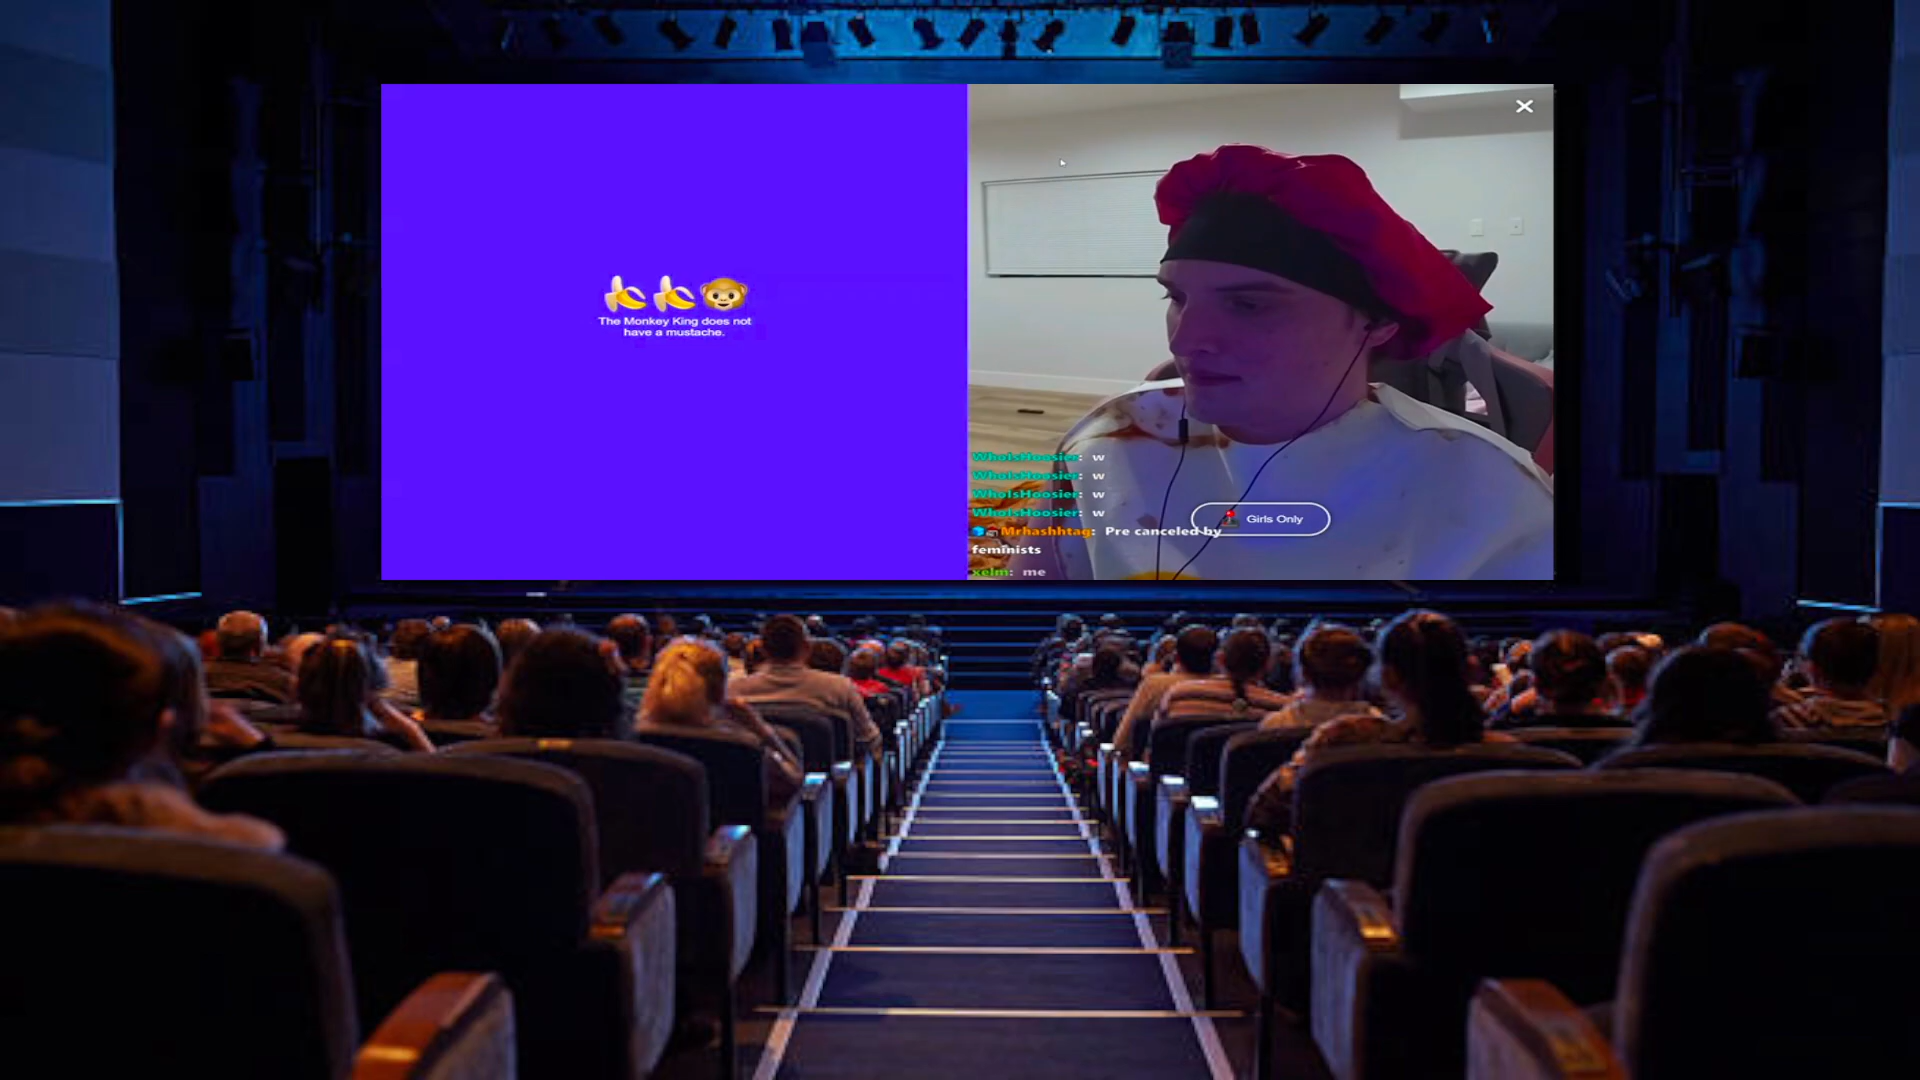 The Monkey King does not
have a mustache.
WhoIsHoosier: w
WhoIsHoosier: w
WhoIsHoosier: w
WhoIsHoosier: w
Girls Only
Mrhashhtag: Pre canceled by
feminists
xelm: me